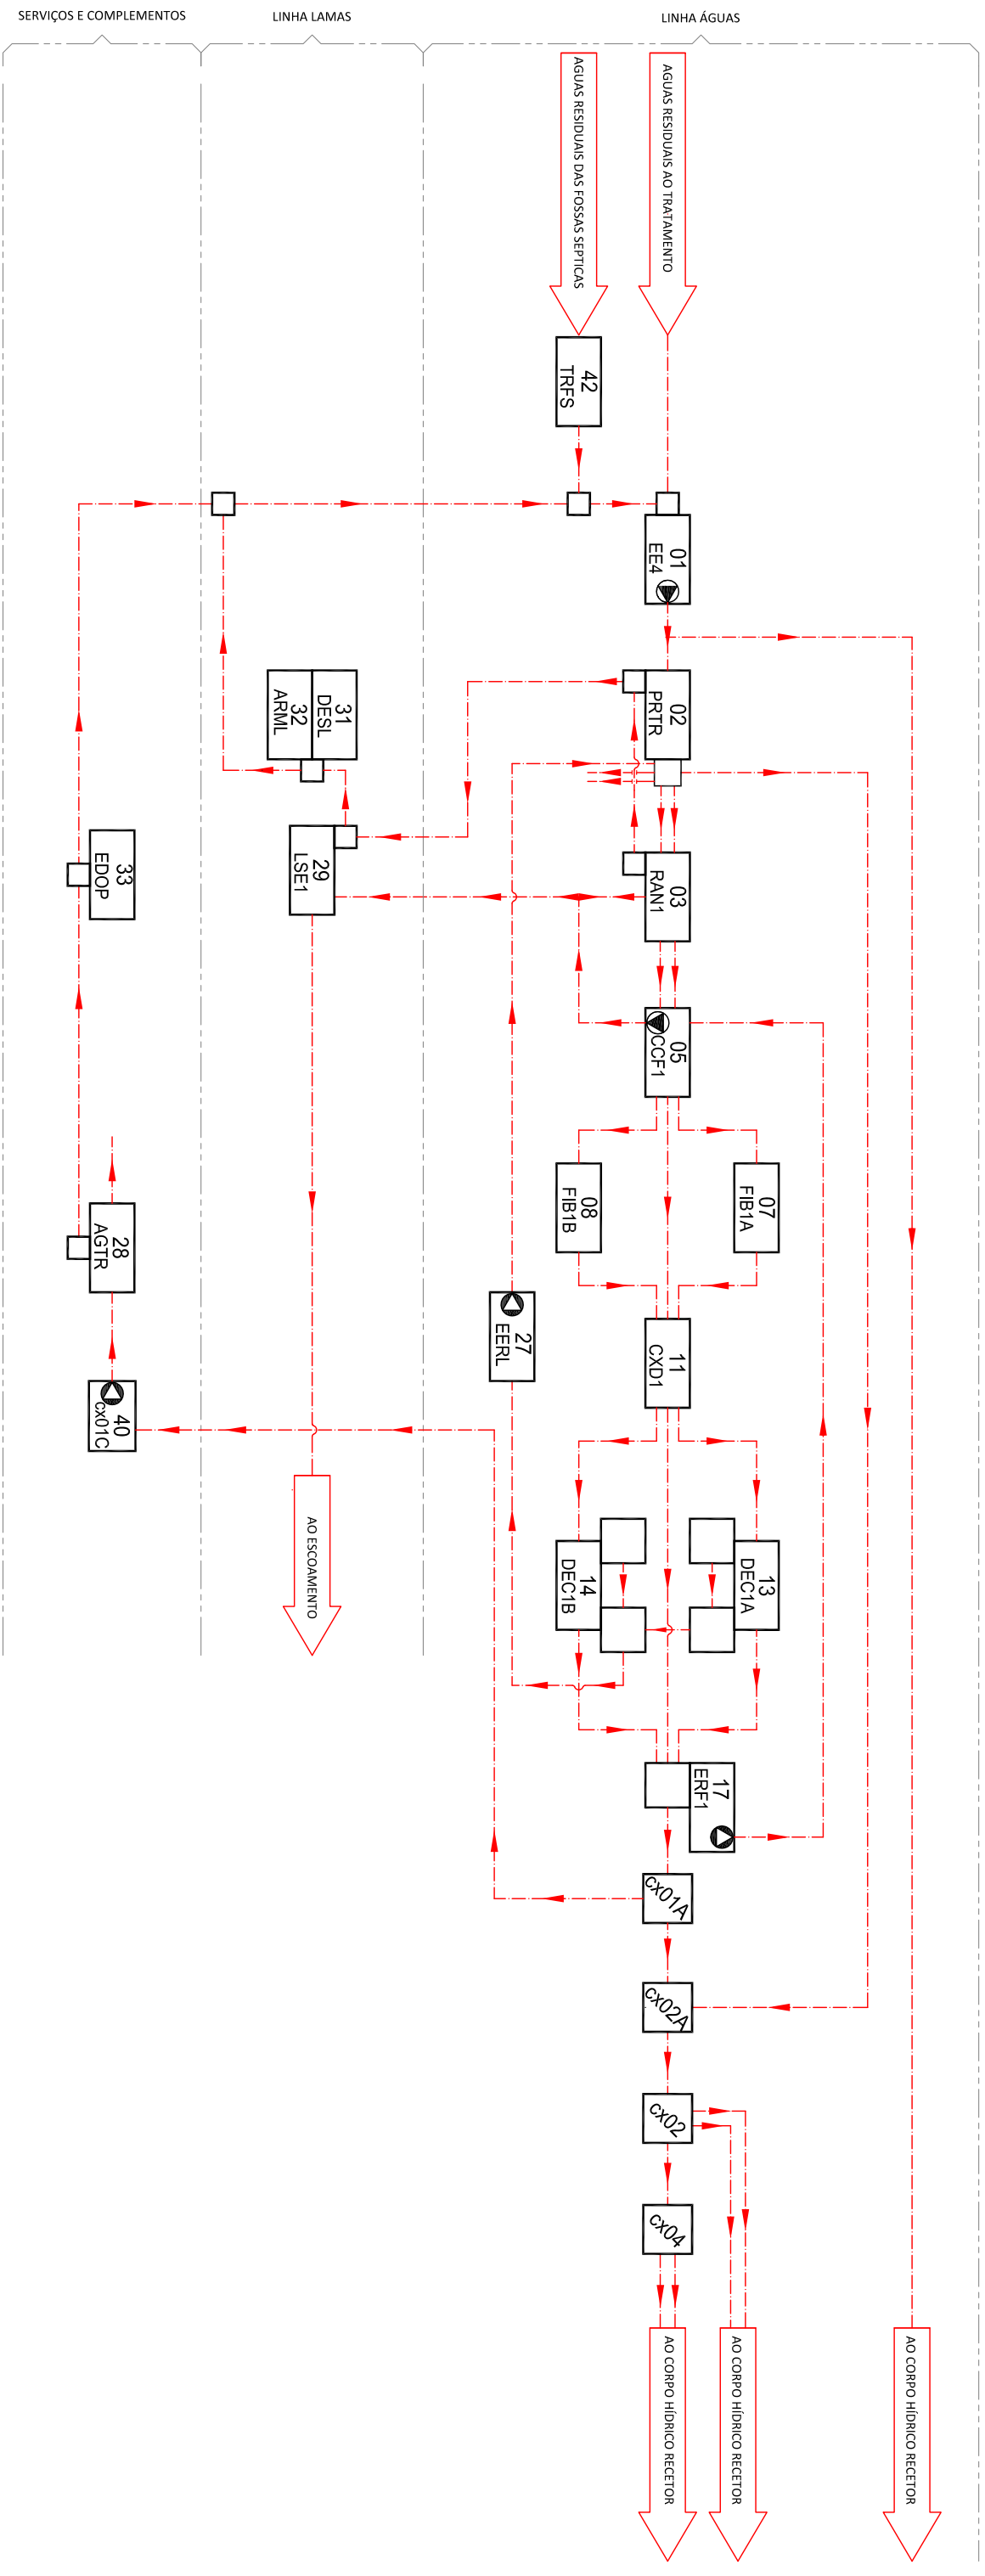 SERVIÇOS E COMPLEMENTOS
LINHA LAMAS
LINHA ÁGUAS
AGUAS RESIDUAIS DAS FOSSAS SEPTICAS
AGUAS RESIDUAIS AO TRATAMENTO
42
TRFS
01
EE4
02
PRTR
31
DESL
32
ARML
29
LSE1
33
EDOP
03
RAN1
05
CCF1
07
FIB1A
08
FIB1B
28
AGTR
27
EERL
11
CXD1
40
cx01C
13
DEC1A
14
DEC1B
AO ESCOAMENTO
17
ERF1
cx01A
cx02A
cx02
cx04
AO CORPO HÍDRICO RECETOR
AO CORPO HÍDRICO RECETOR
AO CORPO HÍDRICO RECETOR